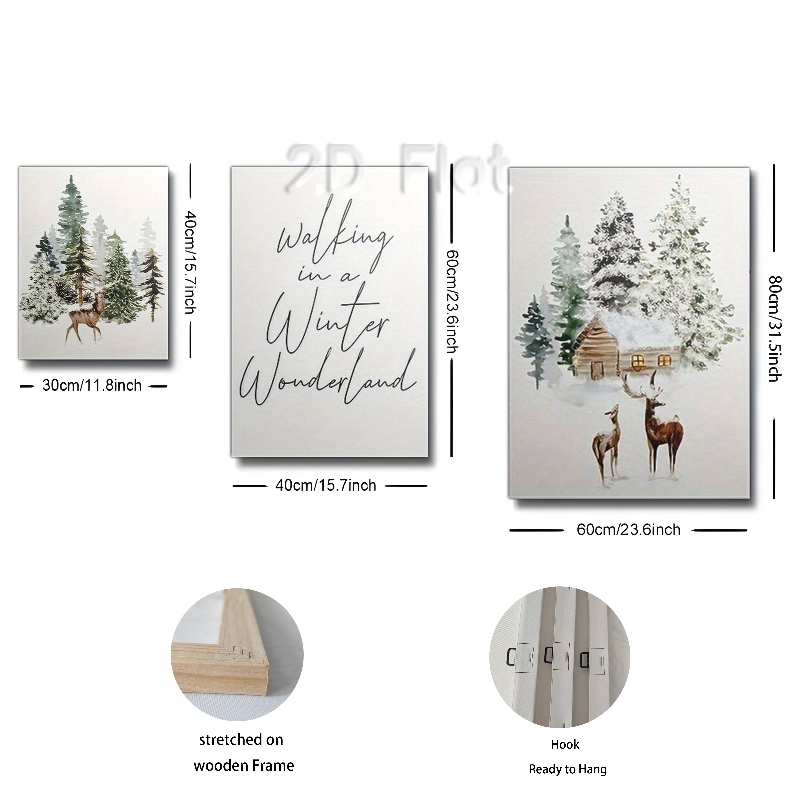 2D Flat
40cm/15.7inch
30cm/11.8inch
Walking
in a
Winter
Wonderland
60cm/23.6inch
40cm/15.7inch
80cm/31.5inch
60cm/23.6inch
stretched on
wooden Frame
Hook
Ready to Hang